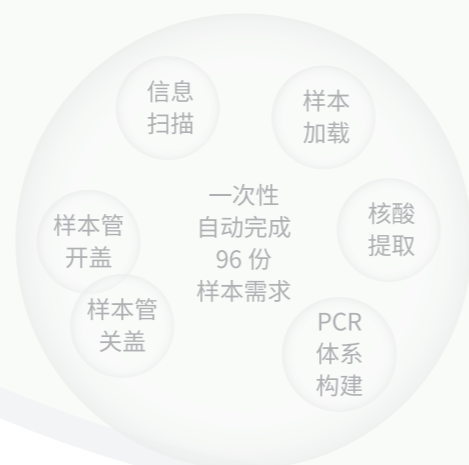 信息
扫描
样本
加载
样本管
开盖
一次性
自动完成
96 份
样本需求
核酸
提取
样本管
关盖
PCR
体系
构建